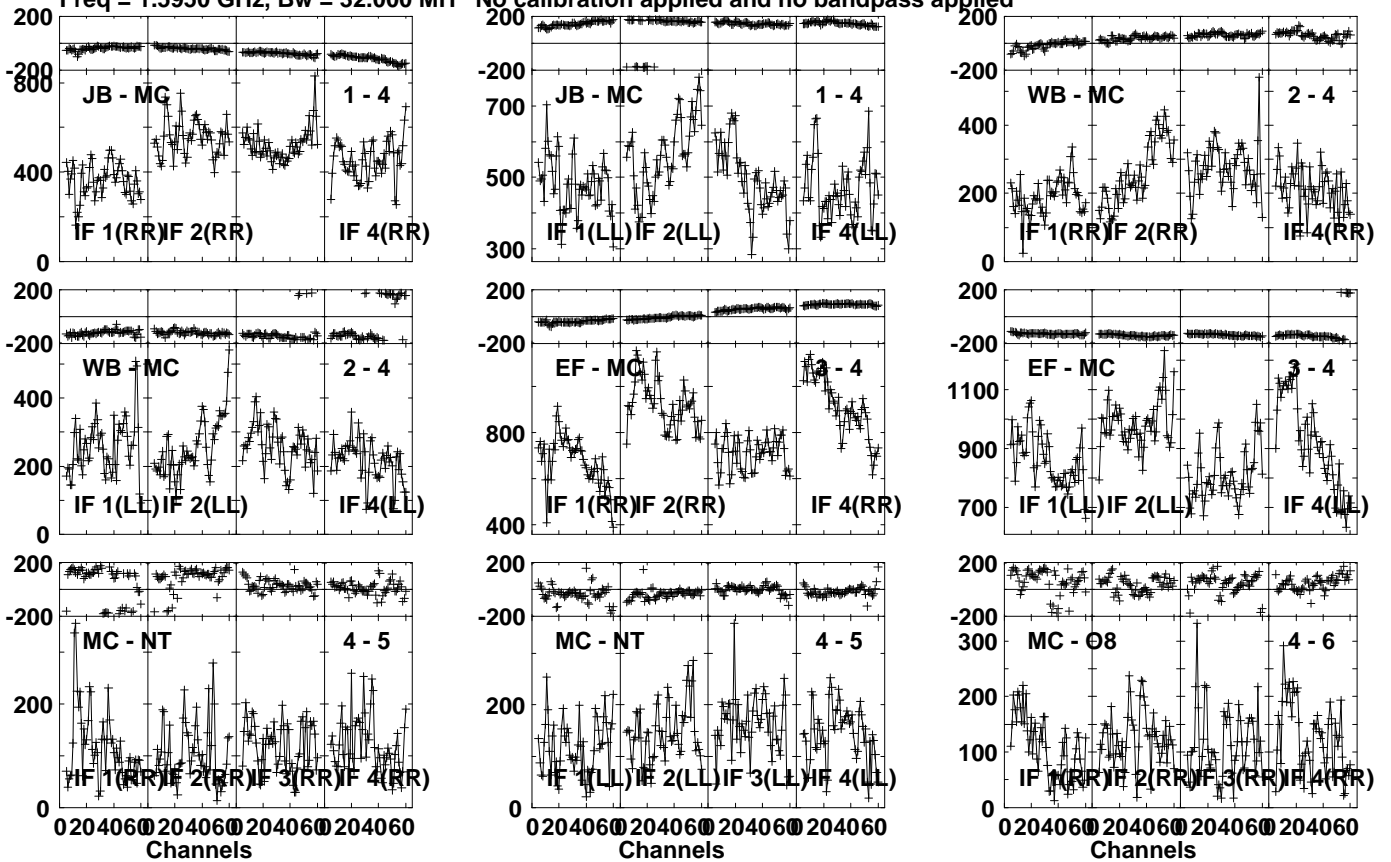 Freq = 1.5950 GHz, Bw = 32.000 MH No calibration applied and no bandpass applied
200
-200
800
400
0
JB - MC 1 - 4
IF 1(RR) IF 2(RR) IF 4(RR)
200
-200
700
500
300
JB - MC 1 - 4
IF 1(LL) IF 2(LL) IF 4(LL)
200
-200
400
200
0
WB - MC 2 - 4
IF 1(RR) IF 2(RR) IF 4(RR)
200
-200
400
200
0
WB - MC 2 - 4
IF 1(LL) IF 2(LL) IF 4(LL)
200
-200
800
400
EF - MC 3 - 4
IF 1(RR) IF 2(RR) IF 4(RR)
200
-200
1100
900
700
EF - MC 3 - 4
IF 1(LL) IF 2(LL) IF 4(LL)
200
-200
200
0
MC - NT 4 - 5
IF 1(RR) IF 2(RR) IF 3(RR) IF 4(RR)
0 20 40 60 0 20 40 60 0 20 40 60 0 20 40 60
Channels
200
-200
200
0
MC - NT 4 - 5
IF 1(LL) IF 2(LL) IF 3(LL) IF 4(LL)
0 20 40 60 0 20 40 60 0 20 40 60 0 20 40 60
Channels
200
-200
300
200
100
0
MC - O8 4 - 6
IF 1(RR) IF 2(RR) IF 3(RR) IF 4(RR)
0 20 40 60 0 20 40 60 0 20 40 60 0 20 40 60
Channels